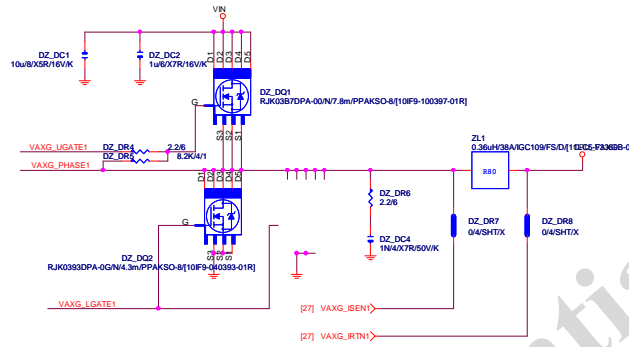 VIN
DZ_DC1
10u/8/X5R/16V/K
DZ_DC2
1u/6/X7R/16V/K
D1
D2
D3
D4
D5
G
DZ_DQ1
RJK03B7DPA-00/N/7.8m/PPAKSO-8/[10IF9-100397-01R]
S3
S2
S1
VAXG_UGATE1
DZ_DR4
2.2/6
DZ_DR5
8.2K/4/1
VAXG_PHASE1
ZL1
0.36uH/38A/IGC109/FS/D/
R80
D1
D2
D3
D4
D5
G
DZ_DR6
2.2/6
DZ_DR7
0/4/SHT/X
DZ_DR8
0/4/SHT/X
DZ_DC4
1N/4/X7R/50V/K
S3
S2
S1
DZ_DQ2
RJK0393DPA-0G/N/4.3m/PPAKSO-8/[10IF9-040393-01R]
VAXG_LGATE1
[27] VAXG_ISEN1
[27] VAXG_IRTN1